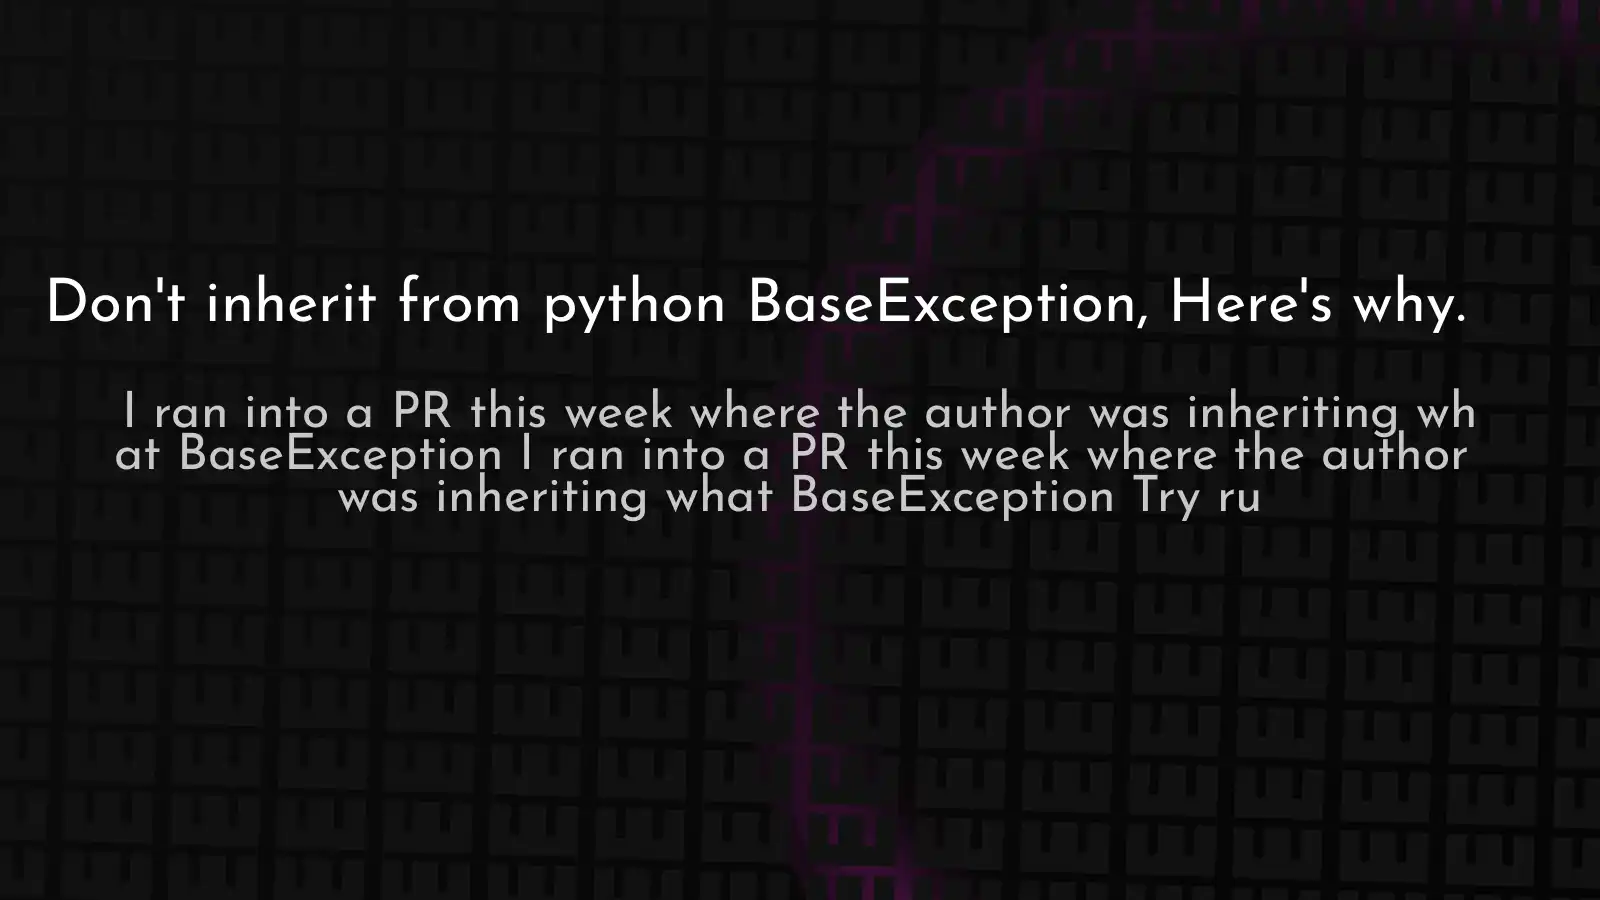 Don't inherit from python BaseException, Here's why.
I ran into a PR this week where the author was inheriting wh
at BaseException I ran into a PR this week where the author
was inheriting what BaseException Try ru